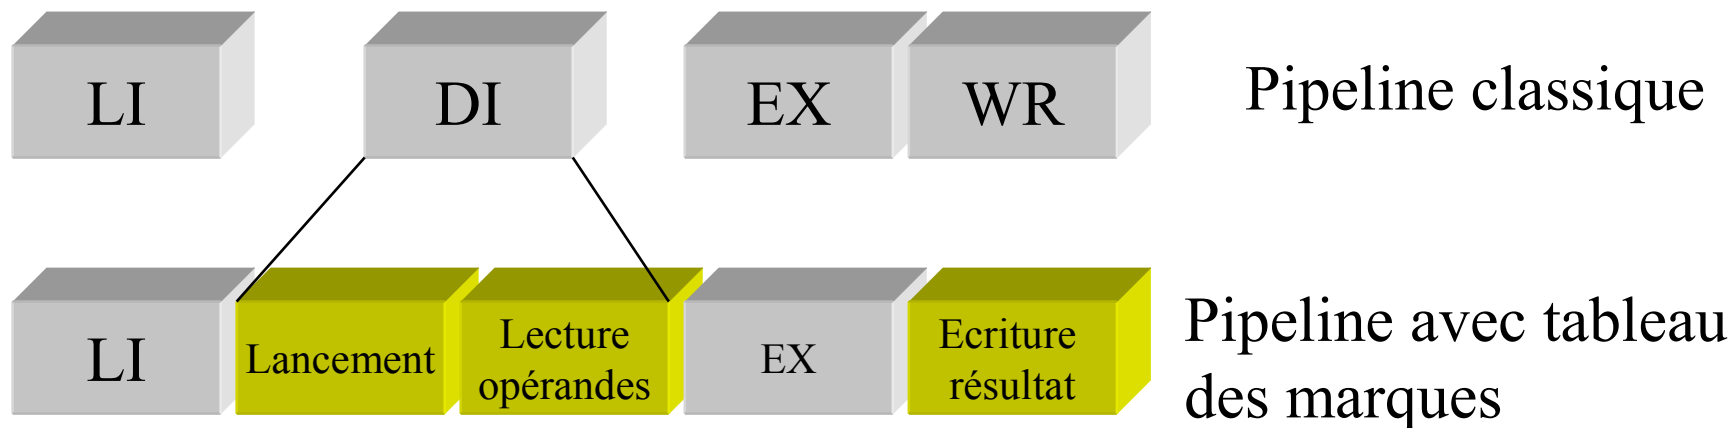 LI
DI
EX
WR
Pipeline classique
LI
Lancement
Lecture
opérandes
EX
Ecriture
résultat
Pipeline avec tableau
des marques